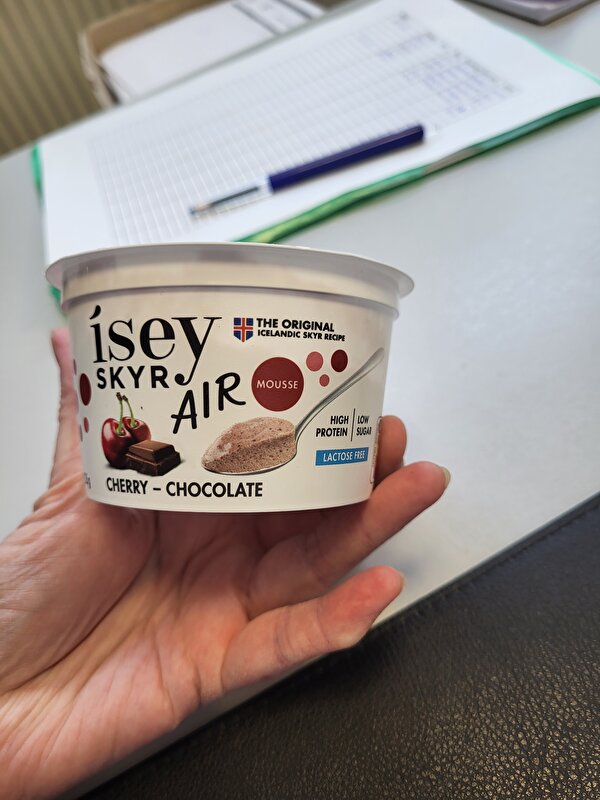 ísey
SKYR
AIR
MOUSSE
THE ORIGINAL
ICELANDIC SKYR RECIPE
HIGH
PROTEIN
LOW
SUGAR
LACTOSE FREE
CHERRY – CHOCOLATE